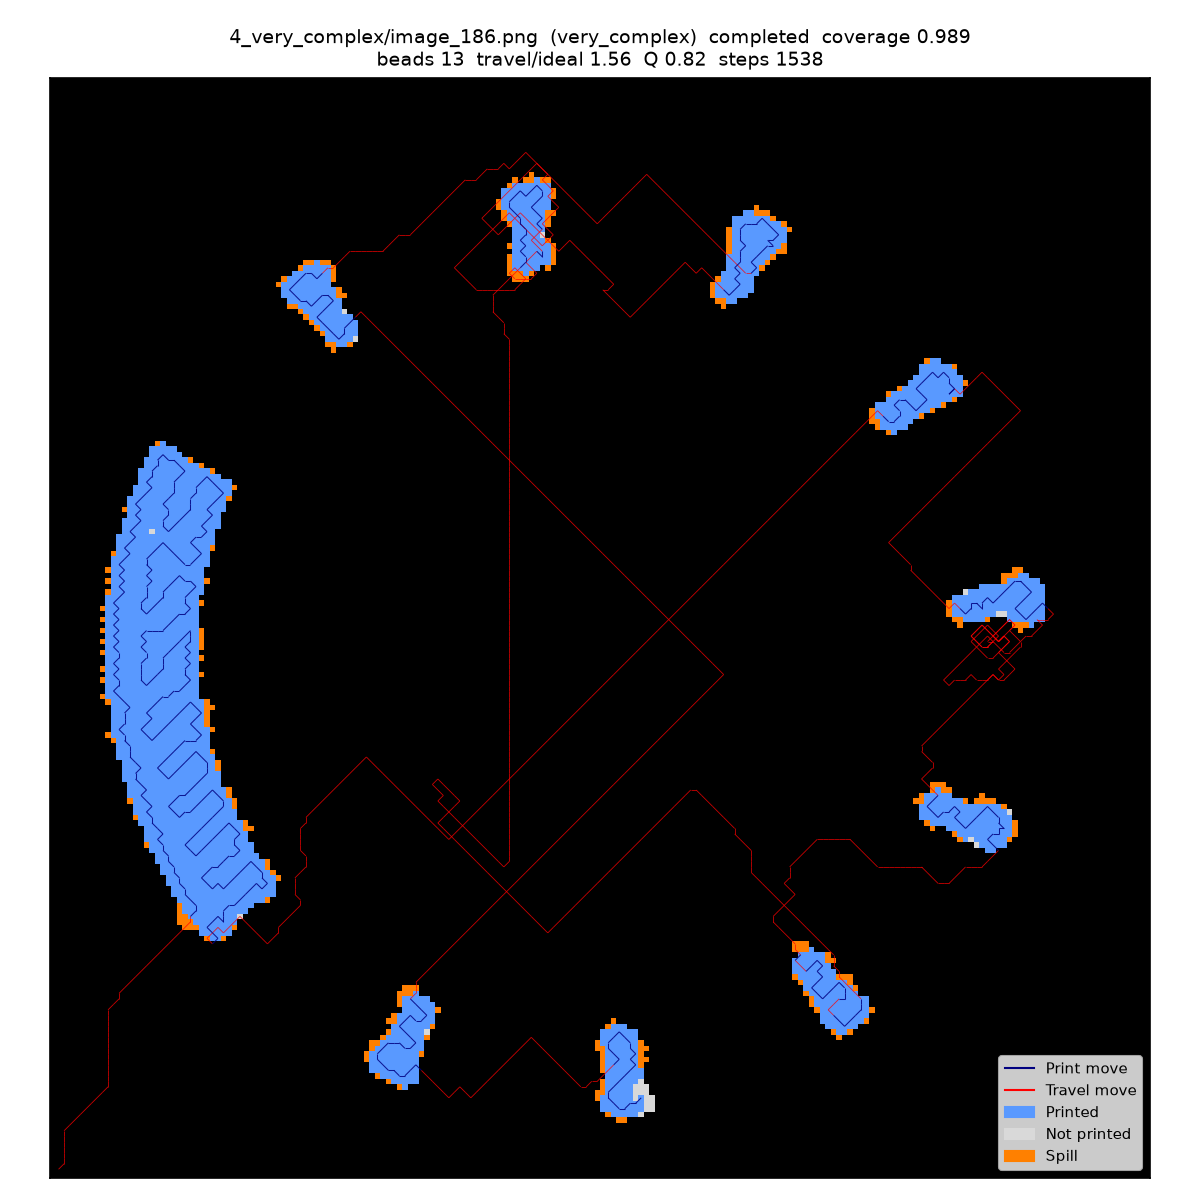 4_very_complex/image_186.png  (very_complex)  completed  coverage 0.989
beads 13  travel/ideal 1.56  Q 0.82  steps 1538
Print move
Travel move
Printed
Not printed
Spill